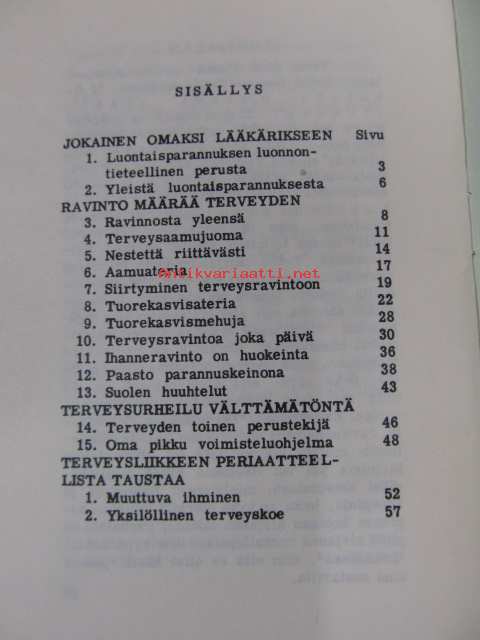 SISÄLLYS
JOKAINEN OMAKSI LÄÄKÄRIKSEEN Sivu
1. Luontaisparannuksen luonnon-
tieteellinen perusta 3
2. Yleistä luontaisparannuksesta 6
RAVINTO MÄÄRÄÄ TERVEYDEN
3. Ravinnosta yleensä 8
4. Terveysaamujuoma 11
5. Nestettä riittävästi 14
6. Aamuateria 17
antikvariaatti.net
7. Siirtyminen terveysravintoon 19
8. Tuorekasvisateria 22
9. Tuorekasvismehuja 28
10. Terveysravintoa joka päivä 30
11. Ihanneravinto on huokeinta 36
12. Paasto parannuskeinona 38
13. Suolen huuhtelut 43
TERVEYSURHEILU VÄLTTÄMÄTÖNTÄ
14. Terveyden toinen perustekijä 46
15. Oma pikku voimisteluohjelma 48
TERVEYSLIIKKEEN PERIAATTEEL-
LISTA TAUSTAA
1. Muuttuva ihminen 52
2. Yksilöllinen terveyskoe 57